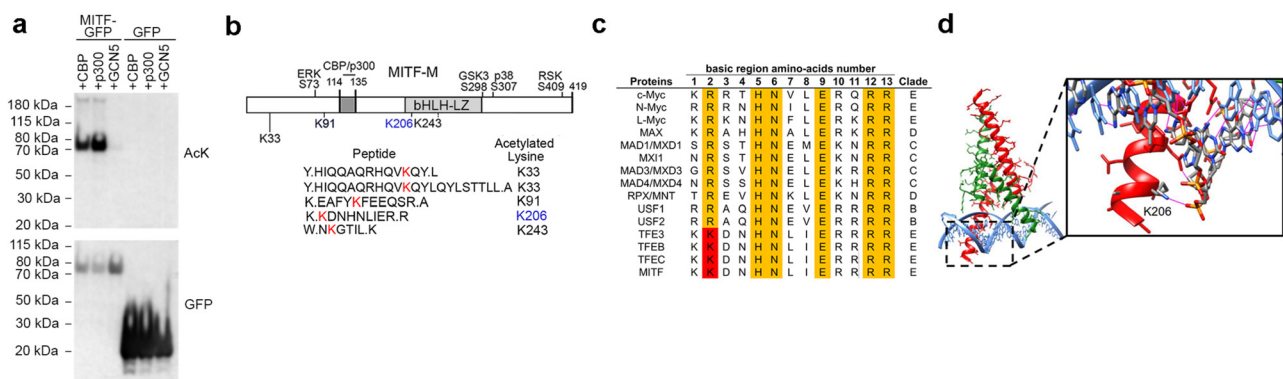 a
MITF-
GFP GFP
+CBP
+p300
+GCN5
+CBP
+p300
+GCN5
180 kDa
115 kDa
80 kDa
70 kDa
50 kDa
30 kDa
20 kDa
AcK
115 kDa
80 kDa
70 kDa
50 kDa
30 kDa
20 kDa
GFP
b
CBP/p300 MITF-M
ERK GSK3 p38 RSK
S73 114 135 S298 S307 S409 419
bHLH-LZ
K33 K91 K206 K243
Peptide Acetylated
Lysine
Y.HIQQAQRHQVKQY.L K33
Y.HIQQAQRHQVKQYLQYLSTTLL.A K33
K.EAFYKFEEQSR.A K91
K.KDNHNLIER.R K206
W.NKGTIL.K K243
c
basic region amino-acids number
Proteins 1 2 3 4 5 6 7 8 9 10 11 12 13 Clade
c-Myc K R R T H N V L E R Q R R E
N-Myc R R R N H N I L E R Q R R E
L-Myc K R K N H N F L E R K R R E
MAX K R A H H N A L E R K R R D
MAD1/MXD1 S R S T H N E M E K N R R C
MXI1 N R S T H N E L E K N R R C
MAD3/MXD3 G R S V H N E L E K R R R C
MAD4/MXD4 N R S S H N E L E K H R R C
RPX/MNT T R E V H N K L E K N R R D
USF1 R R A Q H N E V E R R R R B
USF2 R R A Q H N E V E R R R R B
TFE3 K K D N H N L I E R R R R E
TFEB K K D N H N L I E R R R R E
TFEC K K D N H N L I E R R R R E
MITF K K D N H N L I E R R R R E
d
K206